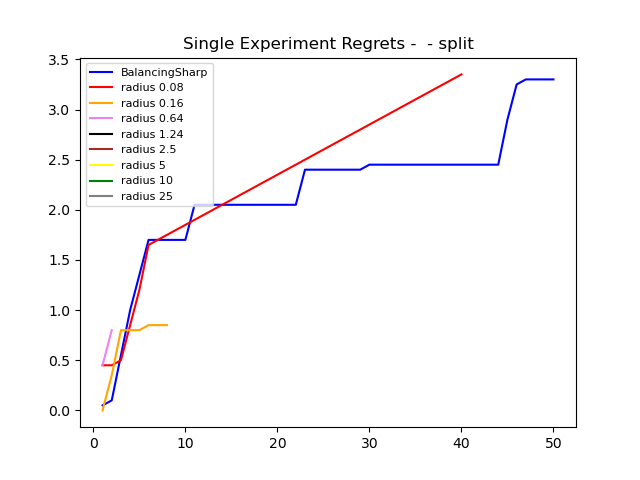 Single Experiment Regrets -  - split
BalancingSharp
radius 0.08
radius 0.16
radius 0.64
radius 1.24
radius 2.5
radius 5
radius 10
radius 25
3.5
3.0
2.5
2.0
1.5
1.0
0.5
0.0
0 10 20 30 40 50